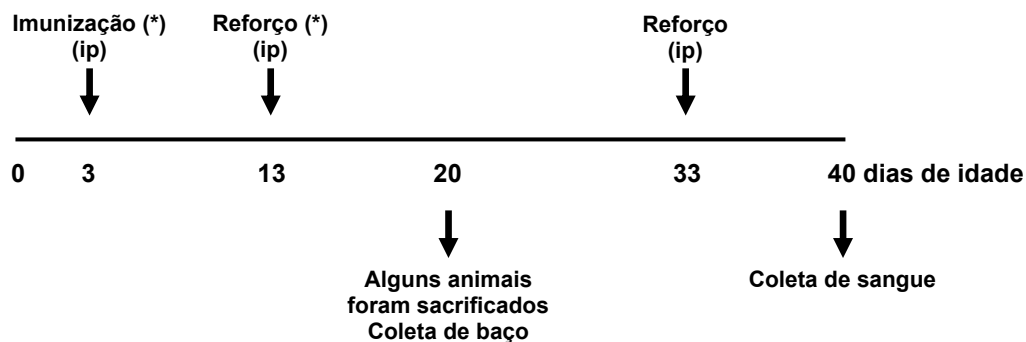 Imunização (*)
(ip)
Reforço (*)
(ip)
Reforço
(ip)
0 3 13 20 33 40 dias de idade
Alguns animais
foram sacrificados
Coleta de baço
Coleta de sangue